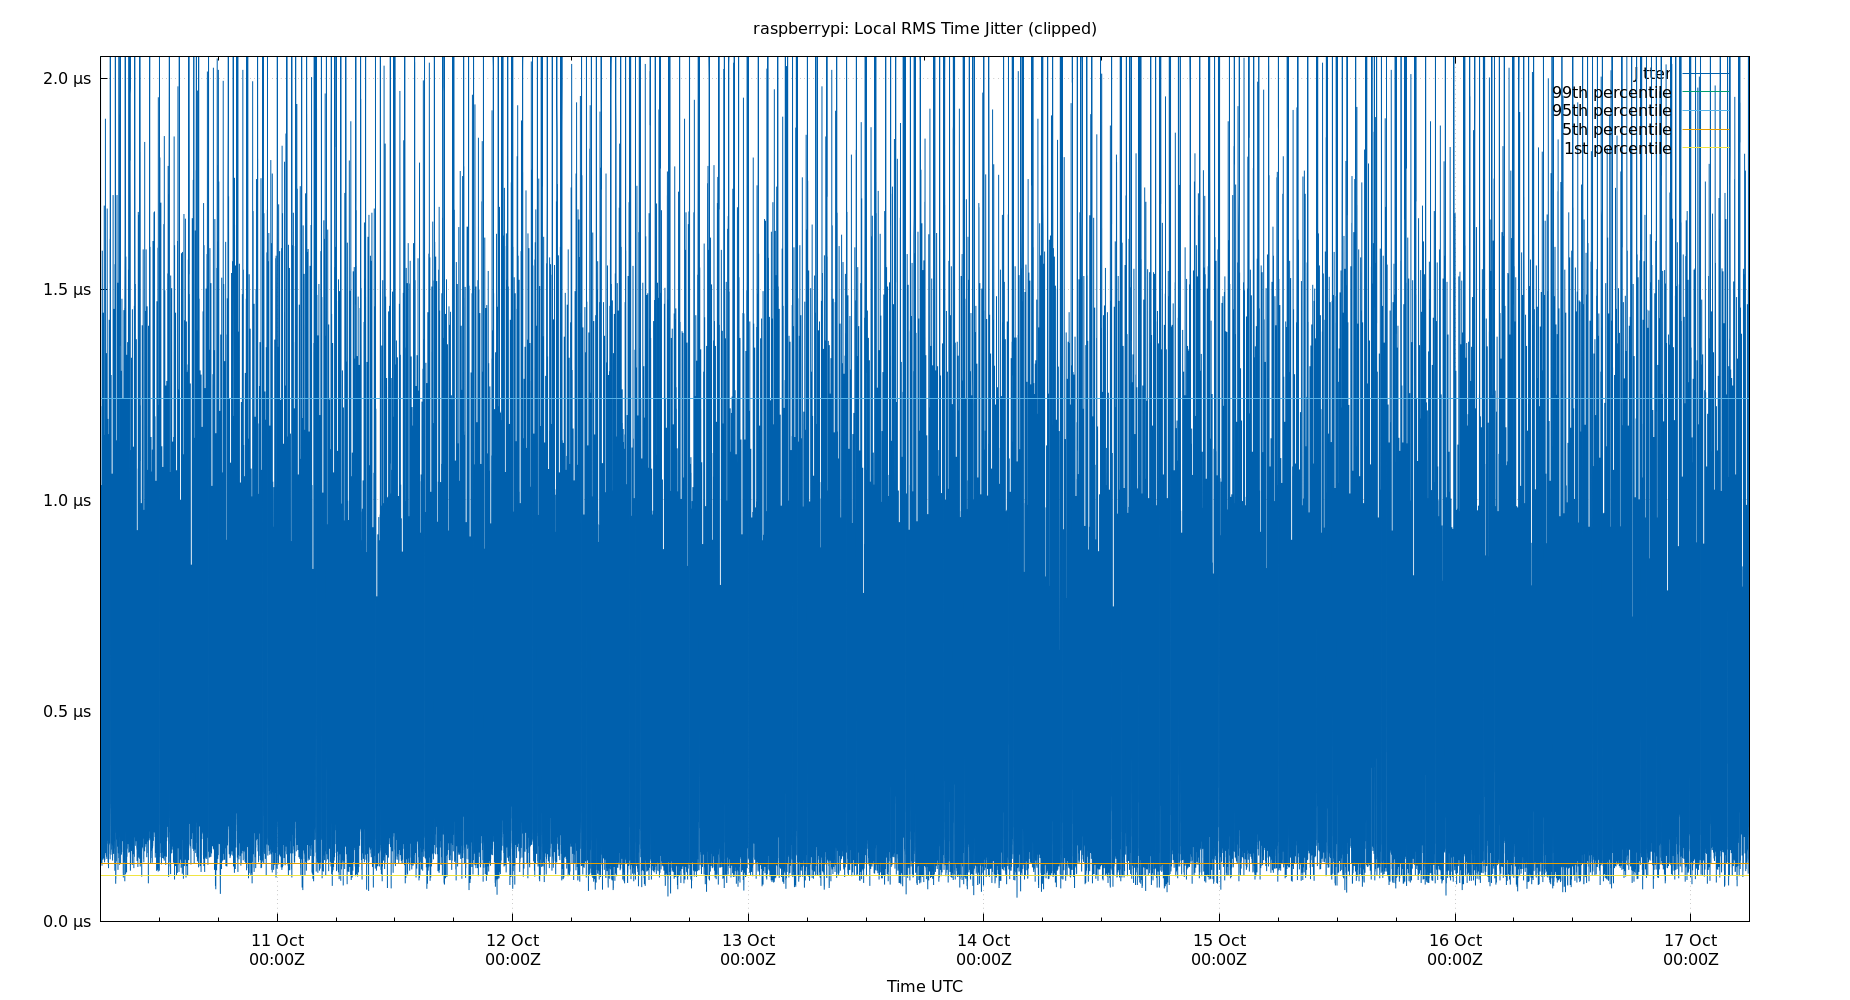 raspberrypi: Local RMS Time Jitter (clipped)
2.0 μs
1.5 μs
1.0 μs
0.5 μs
0.0 μs
jitter
99th percentile
95th percentile
5th percentile
1st percentile
11 Oct
00:00Z
12 Oct
00:00Z
13 Oct
00:00Z
14 Oct
00:00Z
15 Oct
00:00Z
16 Oct
00:00Z
17 Oct
00:00Z
Time UTC